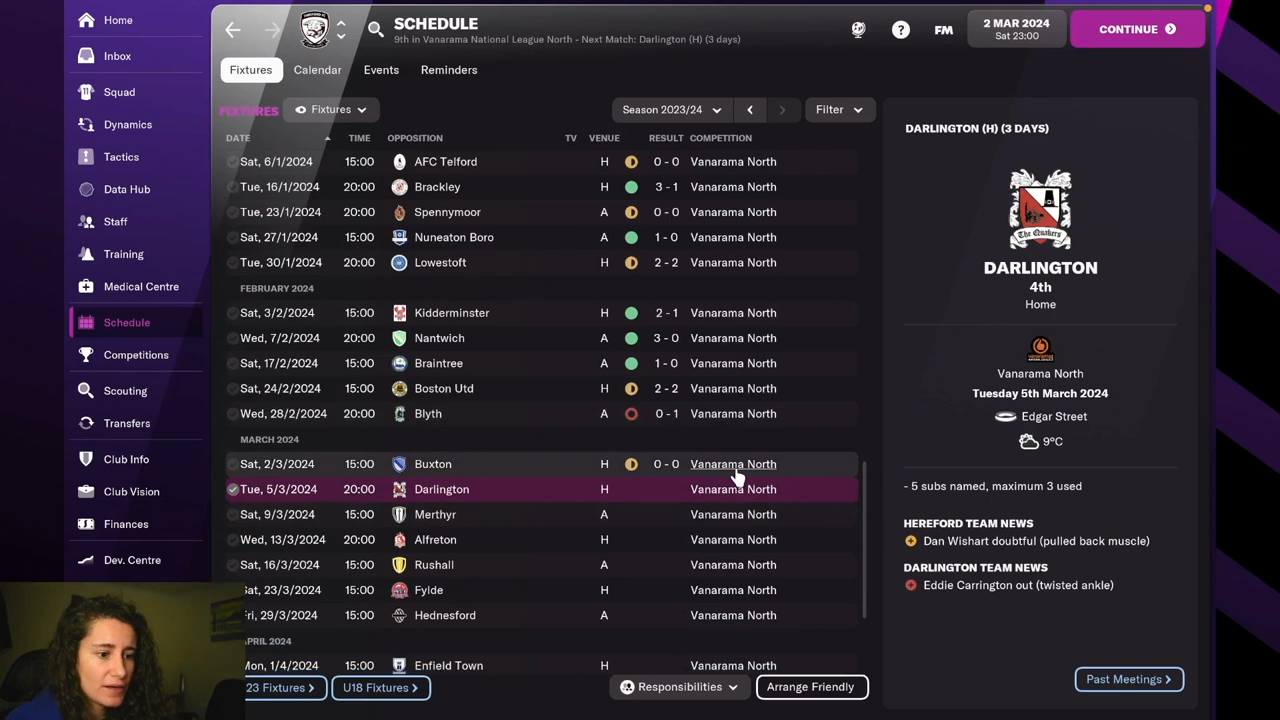 Home
Inbox
Squad
Dynamics
Tactics
Data Hub
Staff
Training
Medical Centre
Schedule
Competitions
Scouting
Transfers
Club Info
Club Vision
Finances
Dev. Centre
SCHEDULE
9th in Vanarama National League North - Next Match: Darlington (H) (3 days)
? FM
2 MAR 2024
Sat 23:00
CONTINUE
Fixtures Calendar Events Reminders
FIXTURES Fixtures Season 2023/24 Filter
DATE TIME OPPOSITION TV VENUE RESULT COMPETITION
Sat, 6/1/2024 15:00 AFC Telford H 0 - 0 Vanarama North
Tue, 16/1/2024 20:00 Brackley H 3 - 1 Vanarama North
Tue, 23/1/2024 20:00 Spennymoor A 0 - 0 Vanarama North
Sat, 27/1/2024 15:00 Nuneaton Boro A 1 - 0 Vanarama North
Tue, 30/1/2024 20:00 Lowestoft H 2 - 2 Vanarama North
FEBRUARY 2024
Sat, 3/2/2024 15:00 Kidderminster H 2 - 1 Vanarama North
Wed, 7/2/2024 20:00 Nantwich A 3 - 0 Vanarama North
Sat, 17/2/2024 15:00 Braintree A 1 - 0 Vanarama North
Sat, 24/2/2024 15:00 Boston Utd H 2 - 2 Vanarama North
Wed, 28/2/2024 20:00 Blyth A 0 - 1 Vanarama North
MARCH 2024
Sat, 2/3/2024 15:00 Buxton H 0 - 0 Vanarama North
Tue, 5/3/2024 20:00 Darlington H Vanarama North
Sat, 9/3/2024 15:00 Merthyr A Vanarama North
Wed, 13/3/2024 20:00 Alfreton H Vanarama North
Sat, 16/3/2024 15:00 Rushall A Vanarama North
Sat, 23/3/2024 15:00 Fylde H Vanarama North
Fri, 29/3/2024 15:00 Hednesford A Vanarama North
APRIL 2024
Mon, 1/4/2024 15:00 Enfield Town H Vanarama North
23 Fixtures U18 Fixtures Responsibilities Arrange Friendly
DARLINGTON (H) (3 DAYS)
The Quakers
DARLINGTON
4th
Home
Vanarama North
Tuesday 5th March 2024
Edgar Street
9°C
- 5 subs named, maximum 3 used
HEREFORD TEAM NEWS
Dan Wishart doubtful (pulled back muscle)
DARLINGTON TEAM NEWS
Eddie Carrington out (twisted ankle)
Past Meetings